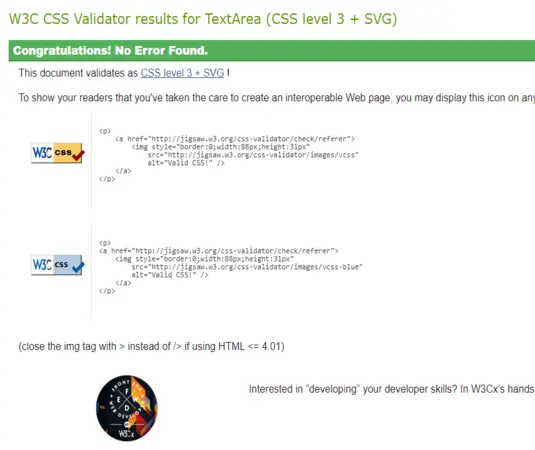 W3C CSS Validator results for TextArea (CSS level 3 + SVG)
Congratulations! No Error Found.
This document validates as CSS level 3 + SVG !
To show your readers that you've taken the care to create an interoperable Web page, you may display this icon on any
W3C css
<p>
<a href="http://jigsaw.w3.org/css-validator/check/referer">
<img style="border:0;width:88px;height:31px"
src="http://jigsaw.w3.org/css-validator/images/vcss"
alt="Valid CSS!" />
</a>
</p>
W3C css
<p>
<a href="http://jigsaw.w3.org/css-validator/check/referer">
<img style="border:0;width:88px;height:31px"
src="http://jigsaw.w3.org/css-validator/images/vcss-blue"
alt="Valid CSS!" />
</a>
</p>
(close the img tag with > instead of /> if using HTML <= 4.01)
Interested in "developing" your developer skills? In W3Cx's hands
F E W D
W3Cx